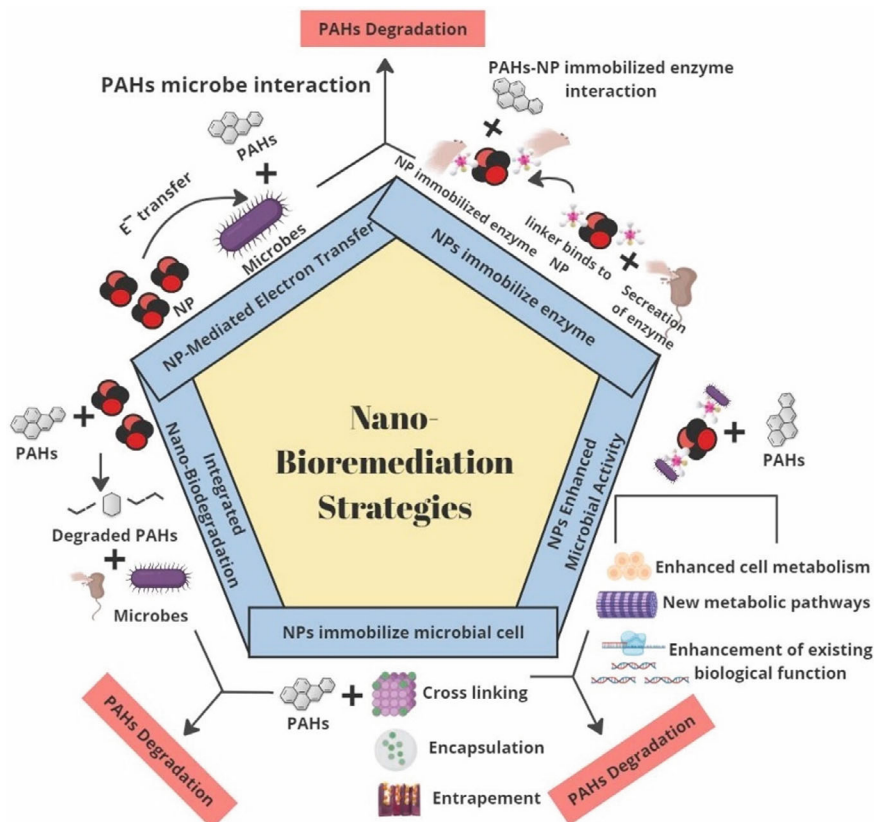 PAHs Degradation
PAHs microbe interaction
PAHs-NP immobilized enzyme
interaction
PAHs
E⁻ transfer
Microbes
NP
NP immobilized enzyme
linker binds to
NP
Secreation
of enzyme
NP-Mediated Electron Transfer
NPs immobilize enzyme
Nano-
Bioremediation
Strategies
Integrated
Nano-Biodegradation
NPs Enhanced
Microbial Activity
NPs immobilize microbial cell
PAHs
Degraded PAHs
Microbes
PAHs
Enhanced cell metabolism
New metabolic pathways
Enhancement of existing
biological function
PAHs
Cross linking
Encapsulation
Entrapement
PAHs Degradation
PAHs Degradation